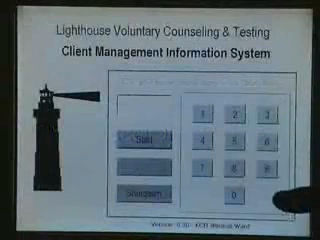 Lighthouse Voluntary Counseling & Testing
Client Management Information System
1 2 3
Start 4 5 6
7 8 9
Shutdown 0
Version